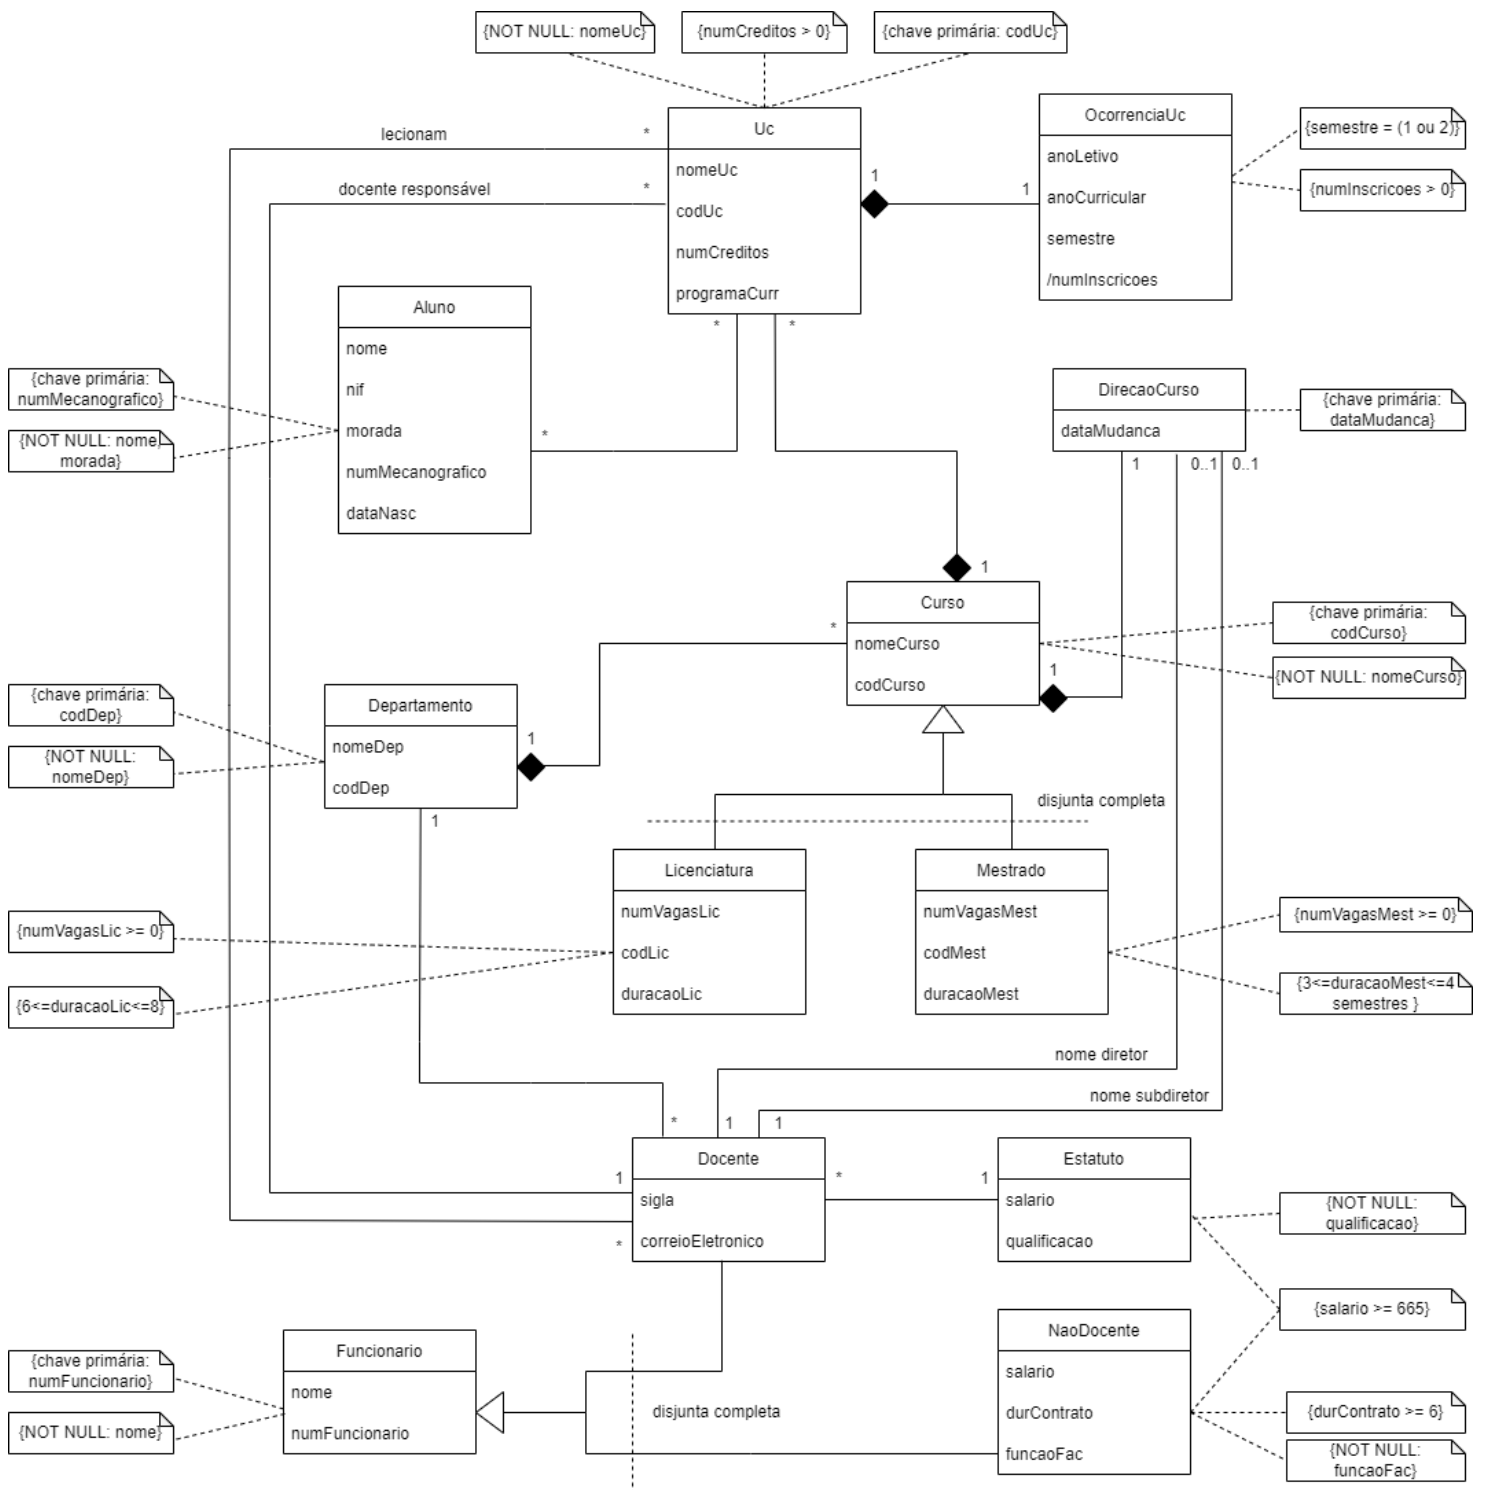 {NOT NULL: nomeUc}
{numCreditos > 0}
{chave primária: codUc}
lecionam
*
docente responsável
*
Uc
nomeUc
codUc
numCreditos
programaCurr
1
1
OcorrenciaUc
anoLetivo
anoCurricular
semestre
/numInscricoes
{semestre = (1 ou 2)}
{numInscricoes > 0}
*
*
Aluno
nome
nif
morada
numMecanografico
dataNasc
*
{chave primária:
numMecanografico}
{NOT NULL: nome,
morada}
DirecaoCurso
dataMudanca
1
0..1
0..1
{chave primária:
dataMudanca}
1
Curso
nomeCurso
codCurso
*
1
{chave primária:
codCurso}
{NOT NULL: nomeCurso}
{chave primária:
codDep}
{NOT NULL:
nomeDep}
Departamento
nomeDep
codDep
1
1
disjunta completa
Licenciatura
numVagasLic
codLic
duracaoLic
Mestrado
numVagasMest
codMest
duracaoMest
{numVagasLic >= 0}
{6<=duracaoLic<=8}
{numVagasMest >= 0}
{3<=duracaoMest<=4
semestres }
nome diretor
nome subdiretor
*
1
1
Docente
sigla
correioEletronico
1
*
*
1
Estatuto
salario
qualificacao
{NOT NULL:
qualificacao}
{salario >= 665}
NaoDocente
salario
durContrato
funcaoFac
{durContrato >= 6}
{NOT NULL:
funcaoFac}
{chave primária:
numFuncionario}
{NOT NULL: nome}
Funcionario
nome
numFuncionario
disjunta completa